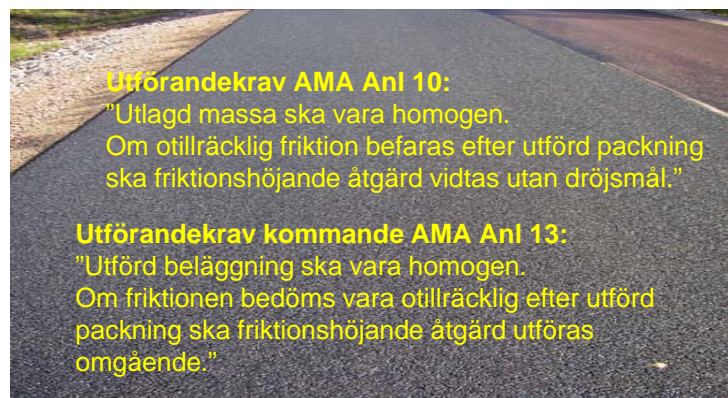 Utförandekrav AMA Anl 10:
”Utlagd massa ska vara homogen.
Om otillräcklig friktion befaras efter utförd packning
ska friktionshöjande åtgärd vidtas utan dröjsmål.”
Utförandekrav kommande AMA Anl 13:
”Utförd beläggning ska vara homogen.
Om friktionen bedöms vara otillräcklig efter utförd
packning ska friktionshöjande åtgärd utföras
omgående.”